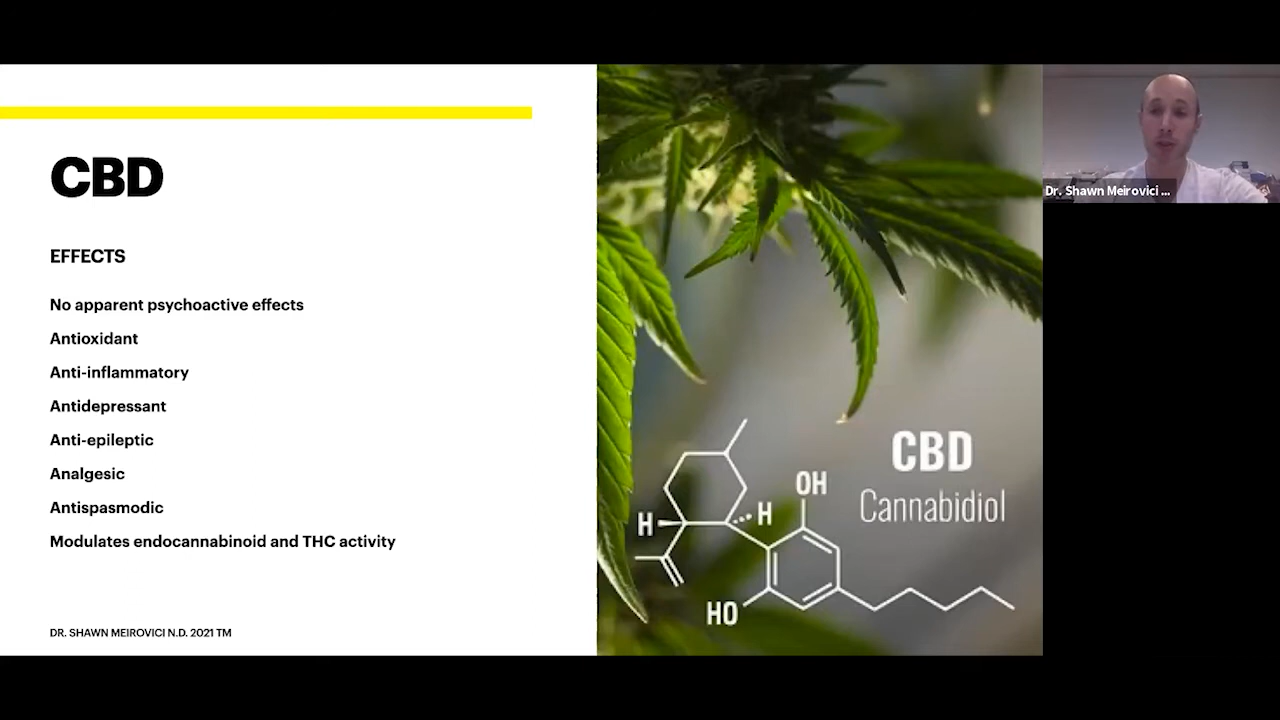 CBD
EFFECTS
No apparent psychoactive effects
Antioxidant
Anti-inflammatory
Antidepressant
Anti-epileptic
Analgesic
Antispasmodic
Modulates endocannabinoid and THC activity
DR. SHAWN MEIROVICI N.D. 2021 TM
CBD
Cannabidiol
OH
H
H
HO
Dr. Shawn Meirovici ...